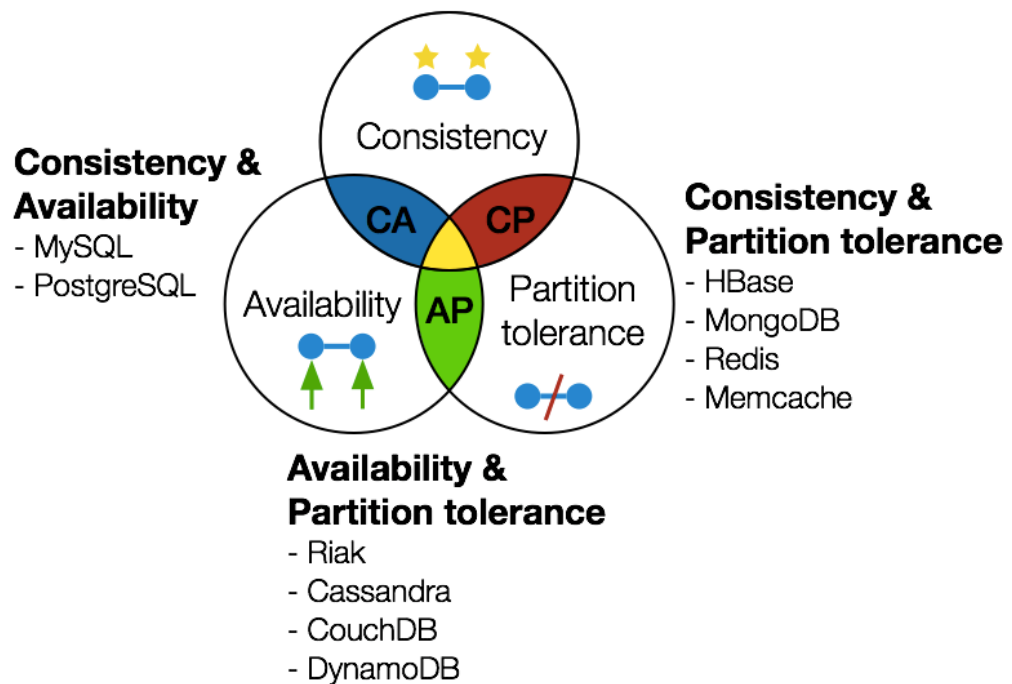 Consistency
Consistency &
Availability
- MySQL
- PostgreSQL
CA
CP
AP
Availability
Partition
tolerance
Consistency &
Partition tolerance
- HBase
- MongoDB
- Redis
- Memcache
Availability &
Partition tolerance
- Riak
- Cassandra
- CouchDB
- DynamoDB